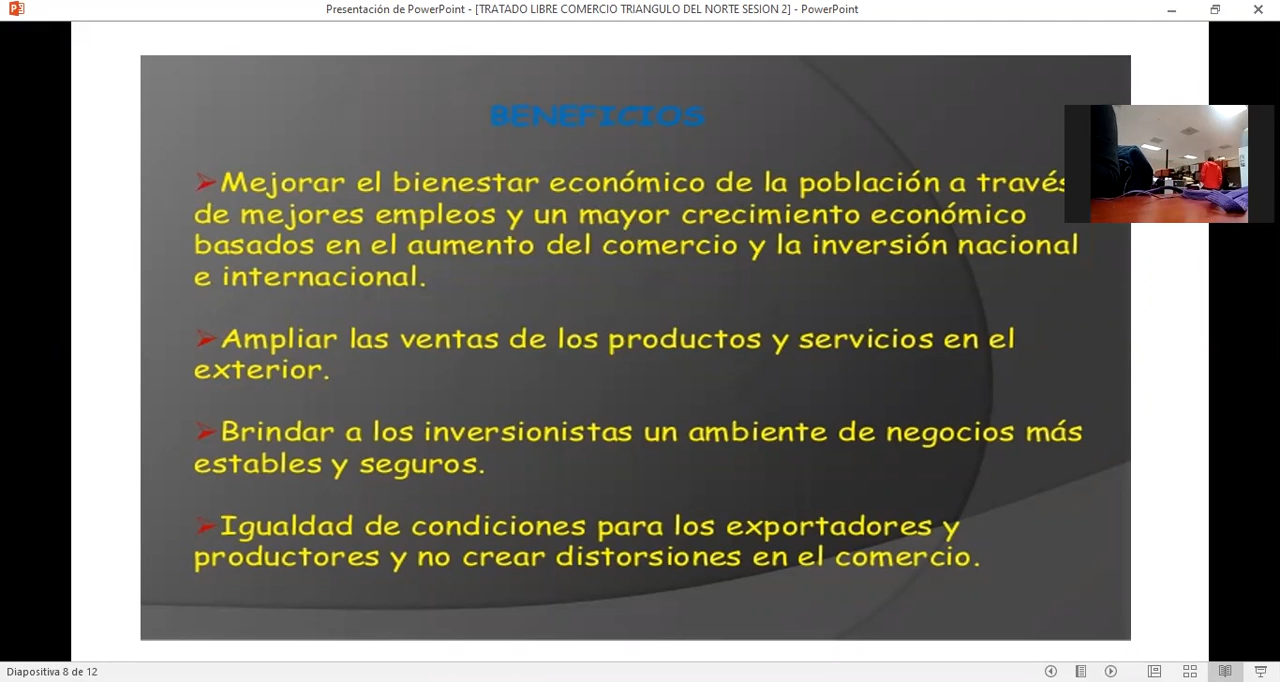 Presentación de PowerPoint - [TRATADO LIBRE COMERCIO TRIANGULO DEL NORTE SESION 2] - PowerPoint
BENEFICIOS
Mejorar el bienestar económico de la población a través
de mejores empleos y un mayor crecimiento económico
basados en el aumento del comercio y la inversión nacional
e internacional.
Ampliar las ventas de los productos y servicios en el
exterior.
Brindar a los inversionistas un ambiente de negocios más
estables y seguros.
Igualdad de condiciones para los exportadores y
productores y no crear distorsiones en el comercio.
Diapositiva 8 de 12